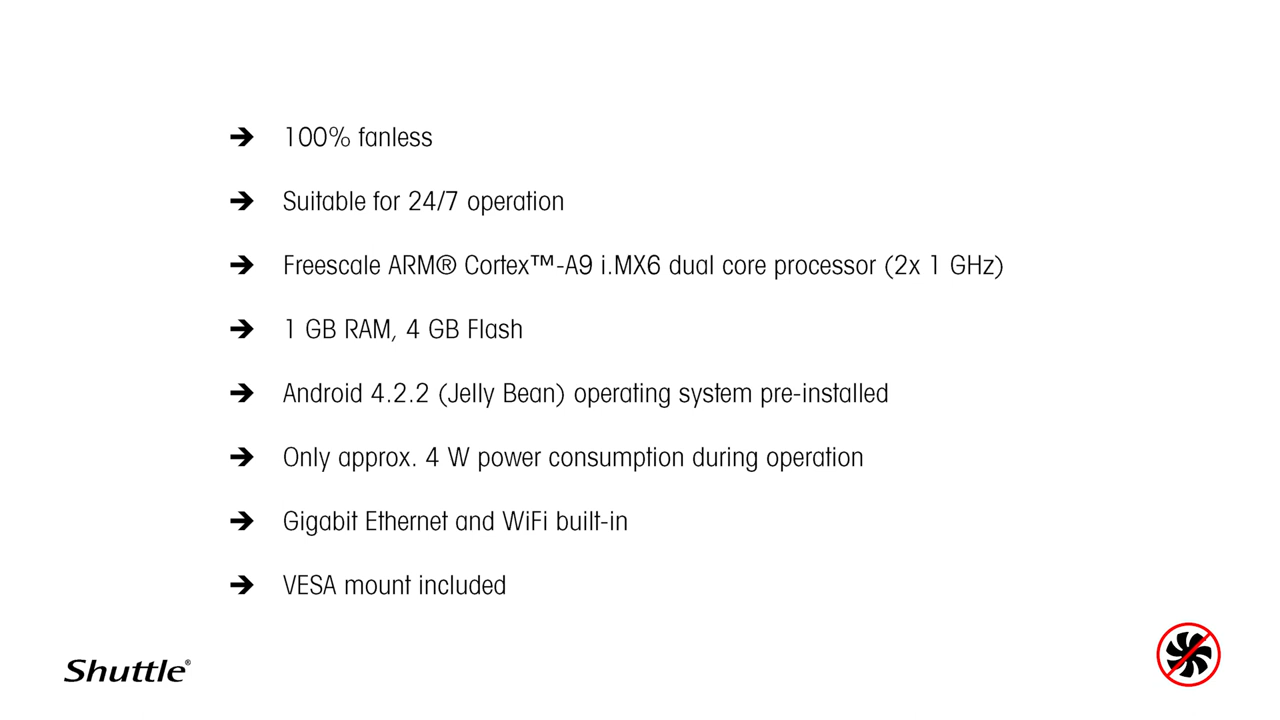 ➔ 100% fanless
➔ Suitable for 24/7 operation
➔ Freescale ARM® Cortex™-A9 i.MX6 dual core processor (2x 1 GHz)
➔ 1 GB RAM, 4 GB Flash
➔ Android 4.2.2 (Jelly Bean) operating system pre-installed
➔ Only approx. 4 W power consumption during operation
➔ Gigabit Ethernet and WiFi built-in
➔ VESA mount included
Shuttle®